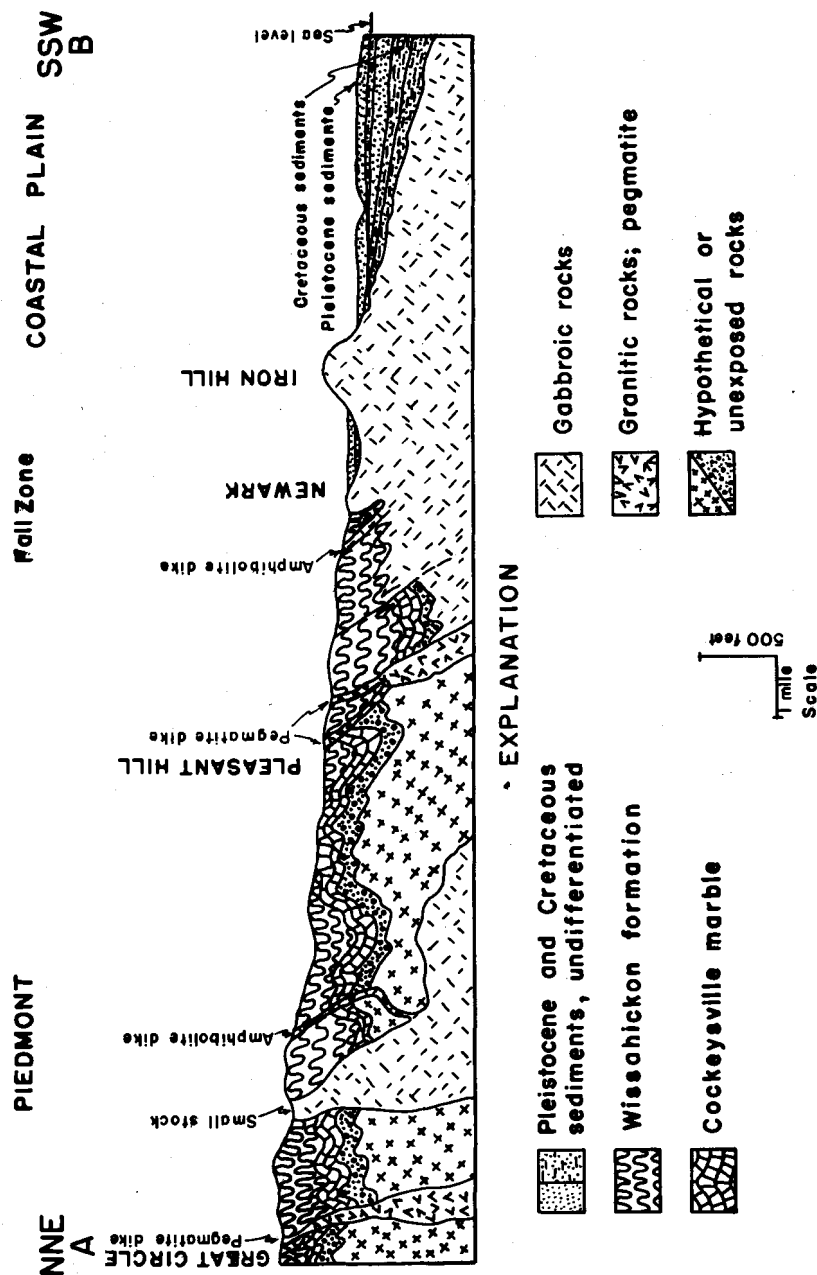 NNE
A
PIEDMONT
Fall Zone
COASTAL PLAIN
SSW
B
GREAT CIRCLE
Pegmatite dike
Small stock
Amphibolite dike
PLEASANT HILL
Pegmatite dike
Amphibolite dike
NEWARK
IRON HILL
Cretaceous sediments
Pleistocene sediments
Sea level
EXPLANATION
Pleistocene and Cretaceous
sediments, undifferentiated
Wissahickon formation
Cockeysville marble
Gabbroic rocks
Granitic rocks; pegmatite
Hypothetical or
unexposed rocks
500 feet
1 mile
Scale